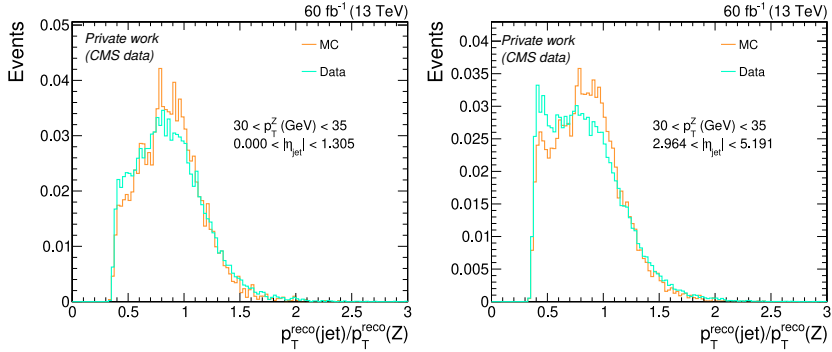 60 fb⁻¹ (13 TeV)
Events
0.05
0.04
0.03
0.02
0.01
0
Private work
(CMS data)
MC
Data
30 < p_T^Z (GeV) < 35
0.000 < |η_jet| < 1.305
0 0.5 1 1.5 2 2.5 3
p_T^reco(jet)/p_T^reco(Z)
60 fb⁻¹ (13 TeV)
Events
0.04
0.035
0.03
0.025
0.02
0.015
0.01
0.005
0
Private work
(CMS data)
MC
Data
30 < p_T^Z (GeV) < 35
2.964 < |η_jet| < 5.191
0 0.5 1 1.5 2 2.5 3
p_T^reco(jet)/p_T^reco(Z)